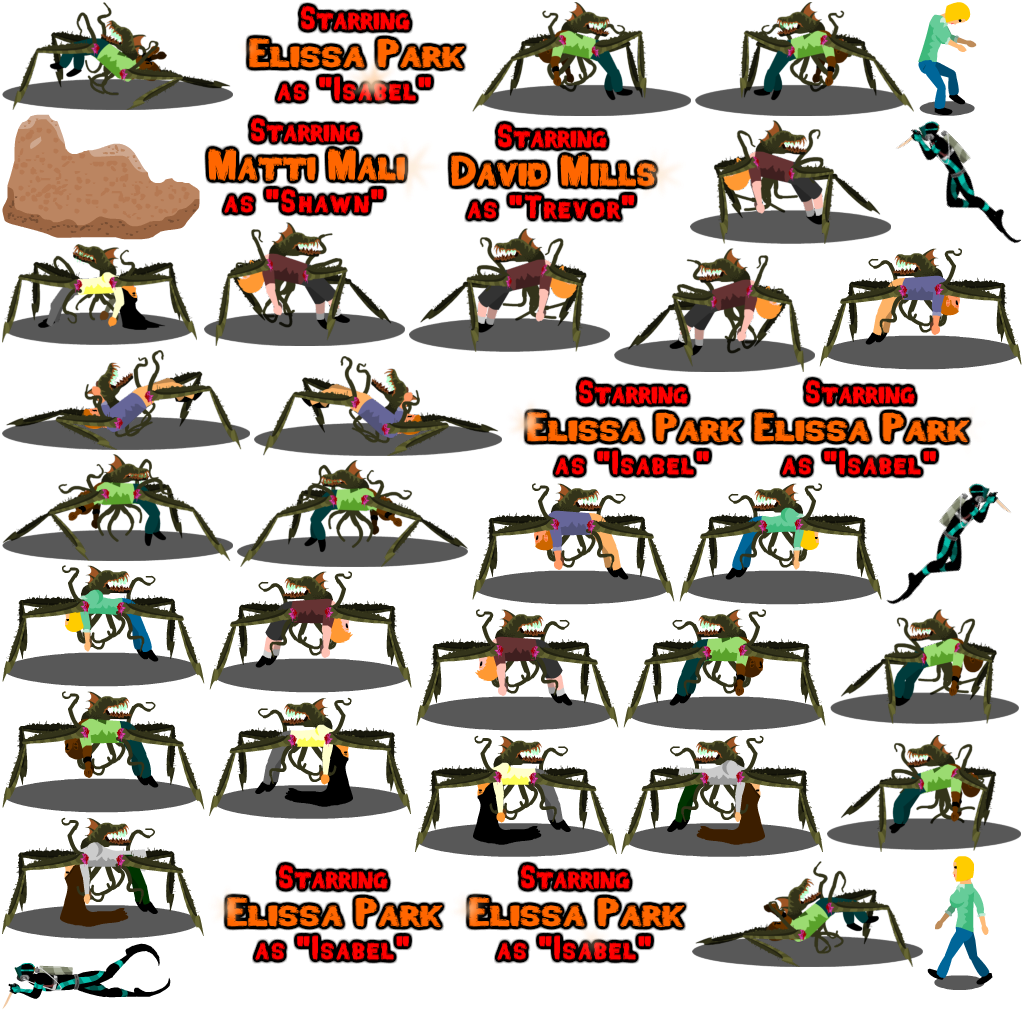 Starring
Elissa Park
as "Isabel"
Starring
Matti Mali
as "Shawn"
Starring
David Mills
as "Trevor"
Starring
Elissa Park
as "Isabel"
Starring
Elissa Park
as "Isabel"
Starring
Elissa Park
as "Isabel"
Starring
Elissa Park
as "Isabel"